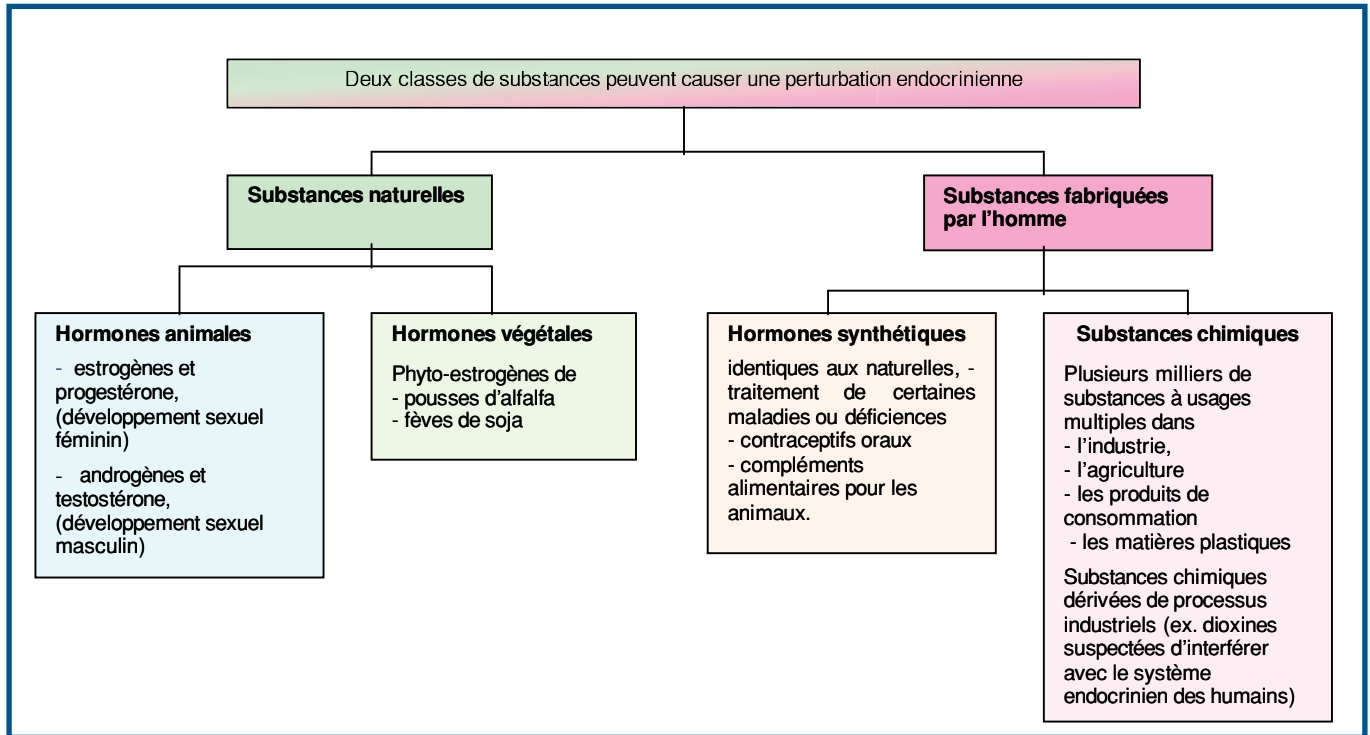 Deux classes de substances peuvent causer une perturbation endocrinienne
Substances naturelles
Substances fabriquées
par l'homme
Hormones animales
- estrogènes et
progestérone,
(développement sexuel
féminin)
- androgènes et
testostérone,
(développement sexuel
masculin)
Hormones végétales
Phyto-estrogènes de
- pousses d'alfalfa
- fèves de soja
Hormones synthétiques
identiques aux naturelles, -
traitement de certaines
maladies ou déficiences
- contraceptifs oraux
- compléments
alimentaires pour les
animaux.
Substances chimiques
Plusieurs milliers de
substances à usages
multiples dans
- l'industrie,
- l'agriculture
- les produits de
consommation
- les matières plastiques
Substances chimiques
dérivées de processus
industriels (ex. dioxines
suspectées d'interférer
avec le système
endocrinien des humains)